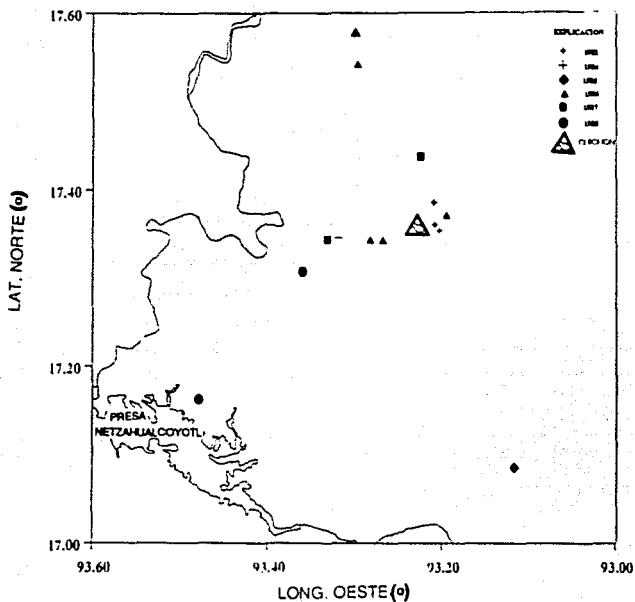 17.60
EXPLICACION
17.40
LAT. NORTE (o)
17.20
PRESA
NETZAHUALCOYOTL
17.00
93.60
93.40
93.20
93.00
LONG. OESTE (o)